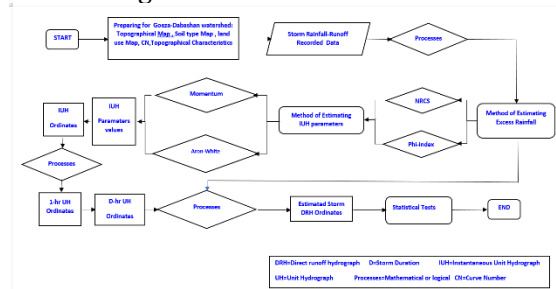 START
Preparing for Gosza-Dabashan watershed:
Topographical Map , Soil type Map , land
use Map, CN,Topographical Characteristics
Storm Rainfall-Runoff
Recorded Data
Processes
Method of Estimating
Excess Rainfall
NRCS
Phi-Index
Method of Estimating
IUH parameters
Momentum
Aron White
IUH
Parameters
values
IUH
Ordinates
Processes
1-hr UH
Ordinates
D-hr UH
Ordinates
Processes
Estimated Storm
DRH Ordinates
Statistical Tests
END
DRH=Direct runoff hydrograph D=Storm Duration IUH=Instantaneous Unit Hydrograph
UH=Unit Hydrograph Processes=Mathematical or logical CN=Curve Number